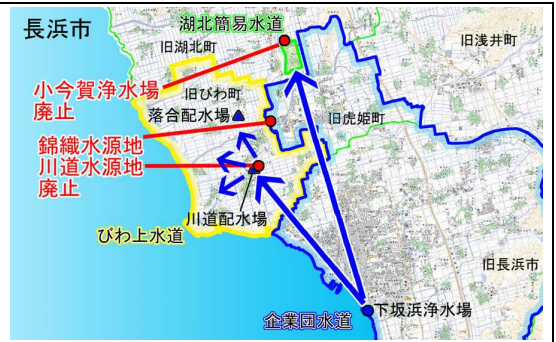 長浜市
湖北簡易水道
旧湖北町
旧浅井町
小今賀浄水場
廃止
旧びわ町
落合配水場
旧虎姫町
錦織水源地
川道水源地
廃止
川道配水場
びわ上水道
旧長浜市
下坂浜浄水場
企業団水道